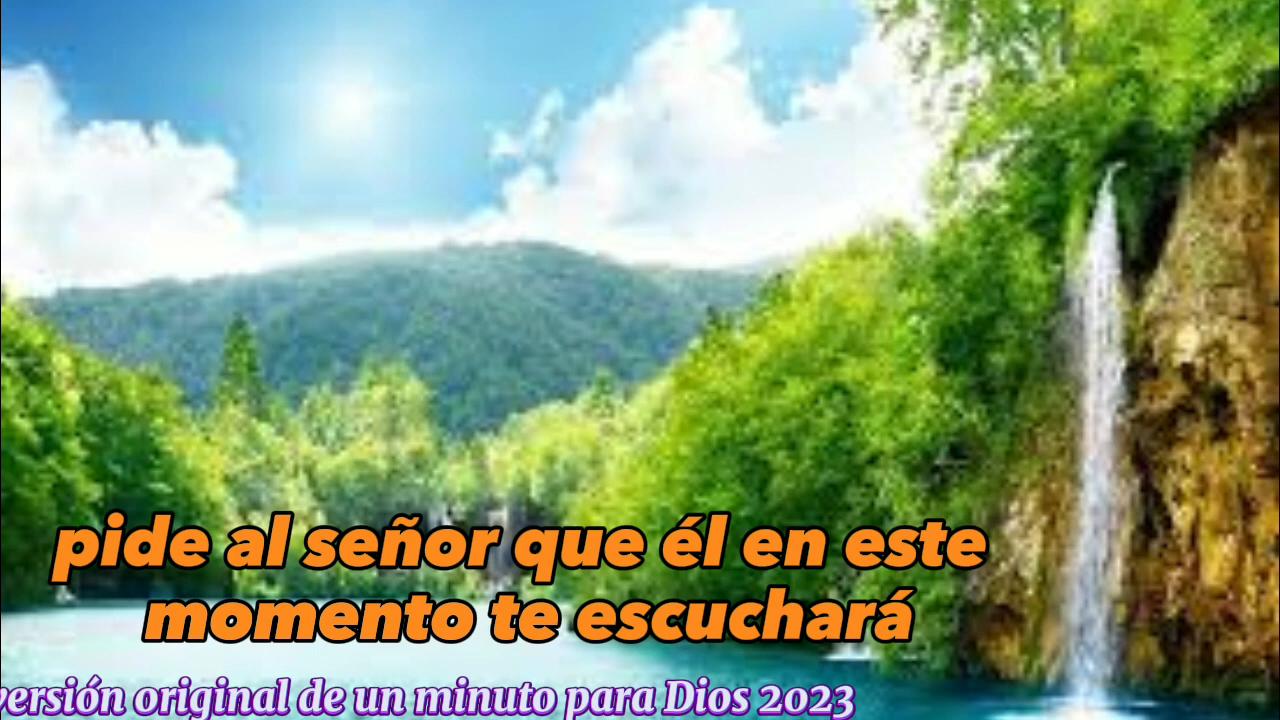 pide al señor que él en este
momento te escuchará
versión original de un minuto para Dios 2023